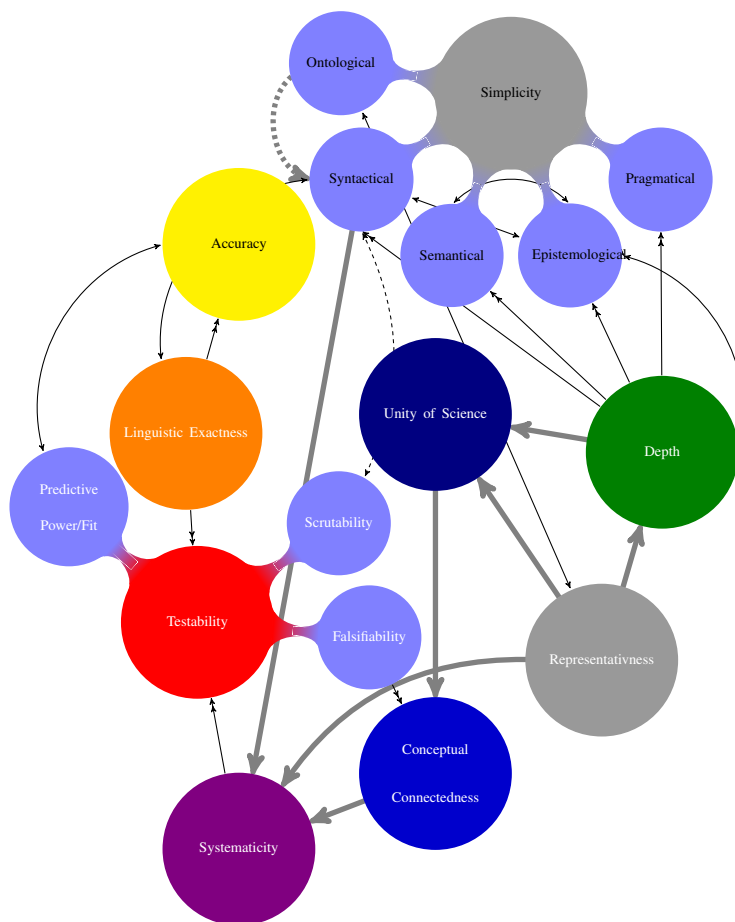 Ontological
Simplicity
Syntactical
Pragmatical
Accuracy
Semantical
Epistemological
Unity of Science
Linguistic Exactness
Depth
Predictive
Power/Fit
Scrutability
Testability
Falsifiability
Representativness
Conceptual
Connectedness
Systematicity